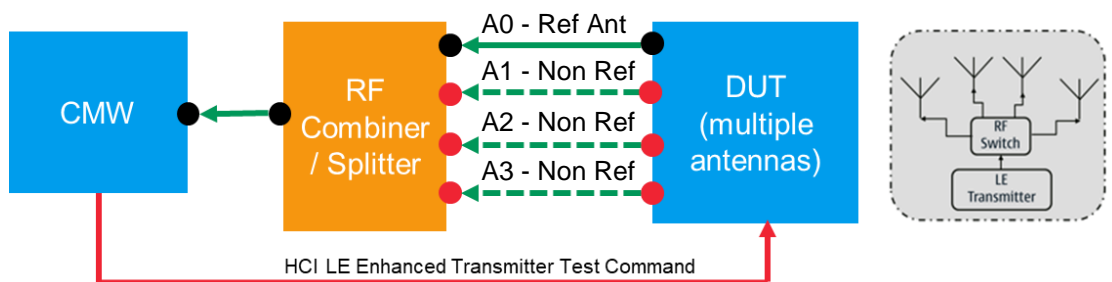 CMW
RF
Combiner
/ Splitter
A0 - Ref Ant
A1 - Non Ref
A2 - Non Ref
A3 - Non Ref
DUT
(multiple
antennas)
HCI LE Enhanced Transmitter Test Command
RF
Switch
LE
Transmitter